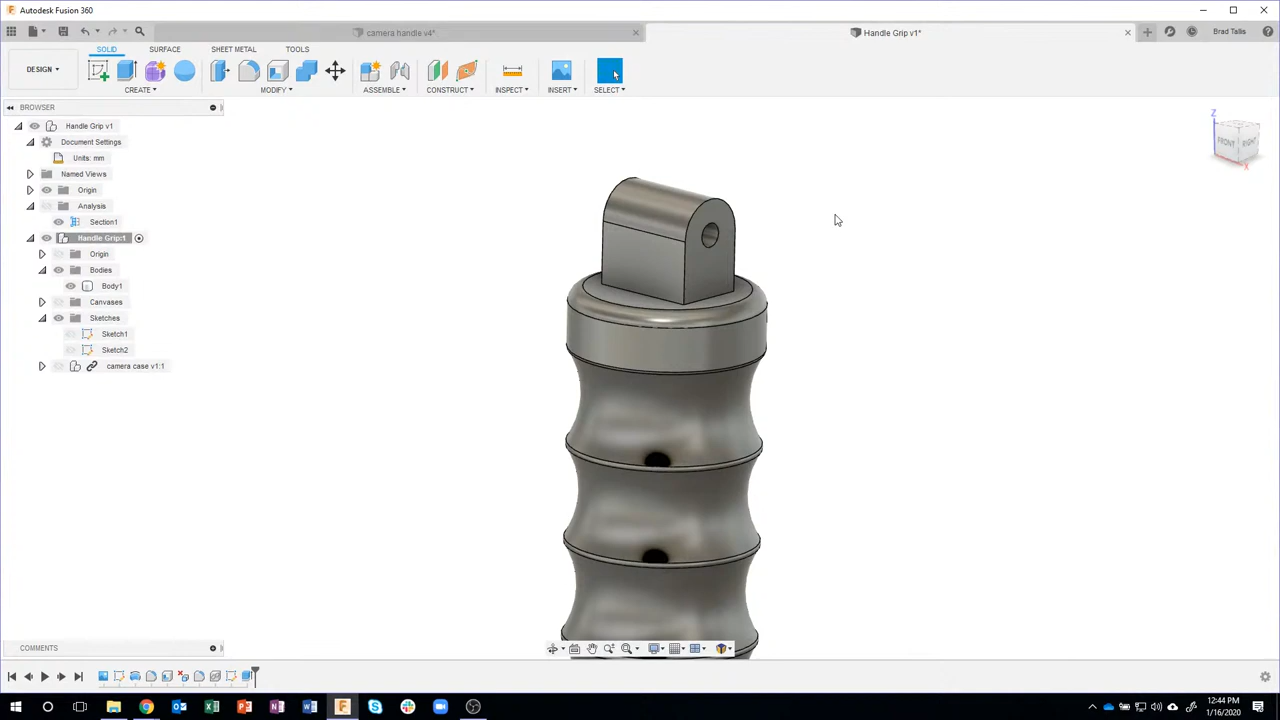 Autodesk Fusion 360
camera handle v4*
Handle Grip v1*
Brad Tallis
DESIGN
SOLID
SURFACE
SHEET METAL
TOOLS
CREATE
MODIFY
ASSEMBLE
CONSTRUCT
INSPECT
INSERT
SELECT
BROWSER
Handle Grip v1
Document Settings
Units: mm
Named Views
Origin
Analysis
Section1
Handle Grip:1
Origin
Bodies
Body1
Canvases
Sketches
Sketch1
Sketch2
camera case v1:1
Z
FRONT
RIGHT
X
COMMENTS
12:44 PM
1/16/2020